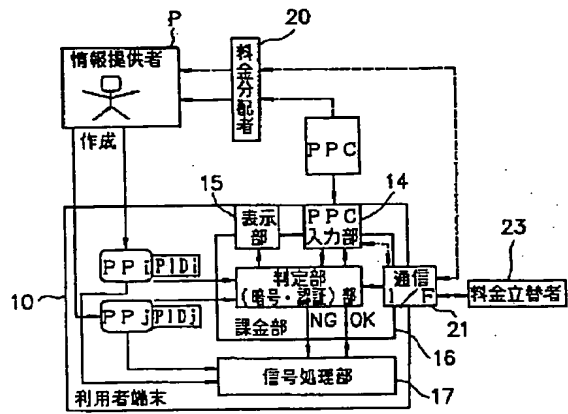 P
20
情報提供者
料金分配者
作成
PPC
15
表示部
PPC入力部
14
23
10
PPi
PIDi
判定部
(暗号・認証)部
通信
I/F
料金立替者
21
PPj
PIDj
課金部
NG
OK
16
信号処理部
17
利用者端末